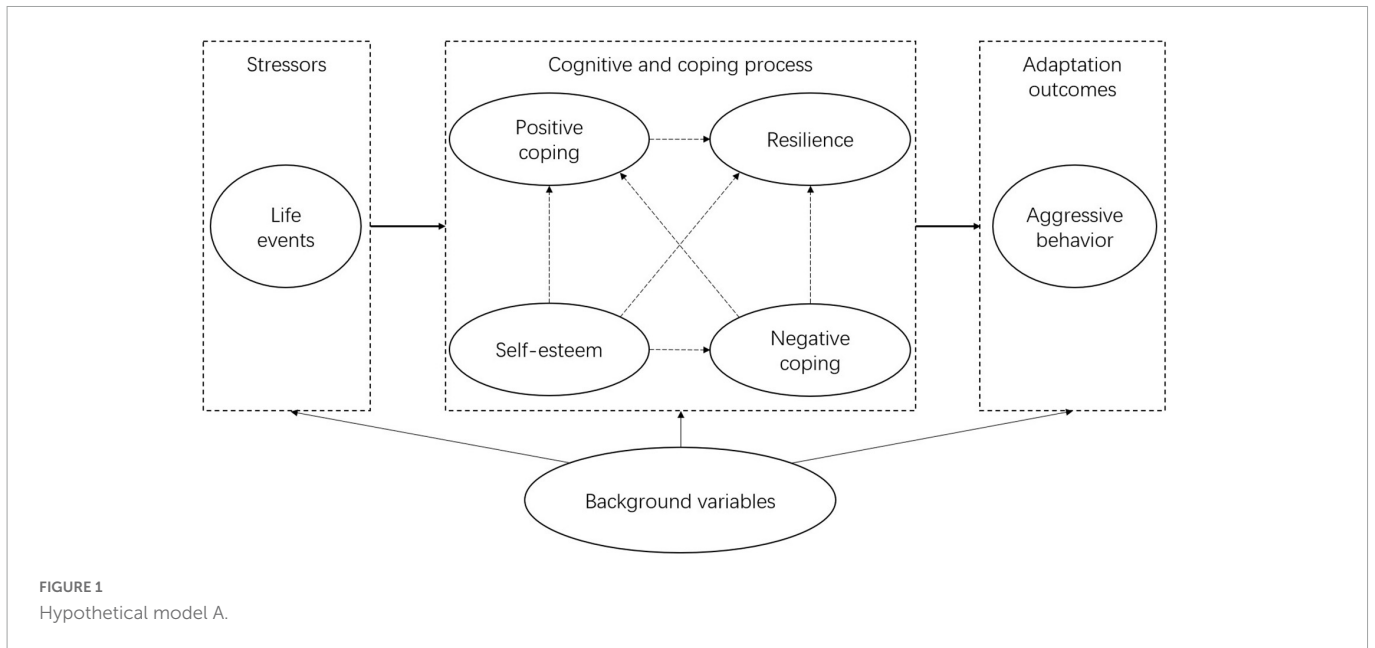 Stressors
Cognitive and coping process
Adaptation
outcomes
Positive
coping
Resilience
Life
events
Aggressive
behavior
Self-esteem
Negative
coping
Background variables
FIGURE 1
Hypothetical model A.